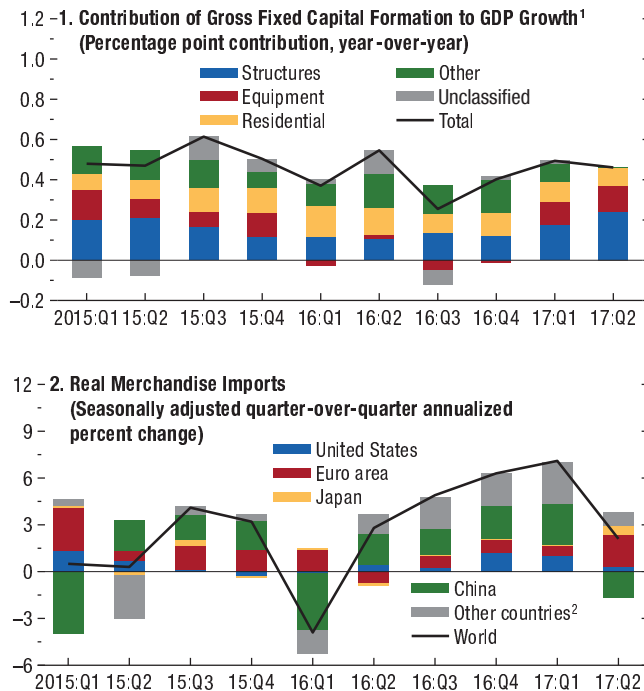 1.2
1. Contribution of Gross Fixed Capital Formation to GDP Growth¹
(Percentage point contribution, year-over-year)
1.0
Structures
Other
Equipment
Unclassified
0.8
Residential
Total
0.6
0.4
0.2
0.0
–0.2
2015:Q1 15:Q2 15:Q3 15:Q4 16:Q1 16:Q2 16:Q3 16:Q4 17:Q1 17:Q2
12
2. Real Merchandise Imports
(Seasonally adjusted quarter-over-quarter annualized
percent change)
9
United States
Euro area
Japan
6
3
0
China
Other countries²
World
–3
–6
2015:Q1 15:Q2 15:Q3 15:Q4 16:Q1 16:Q2 16:Q3 16:Q4 17:Q1 17:Q2